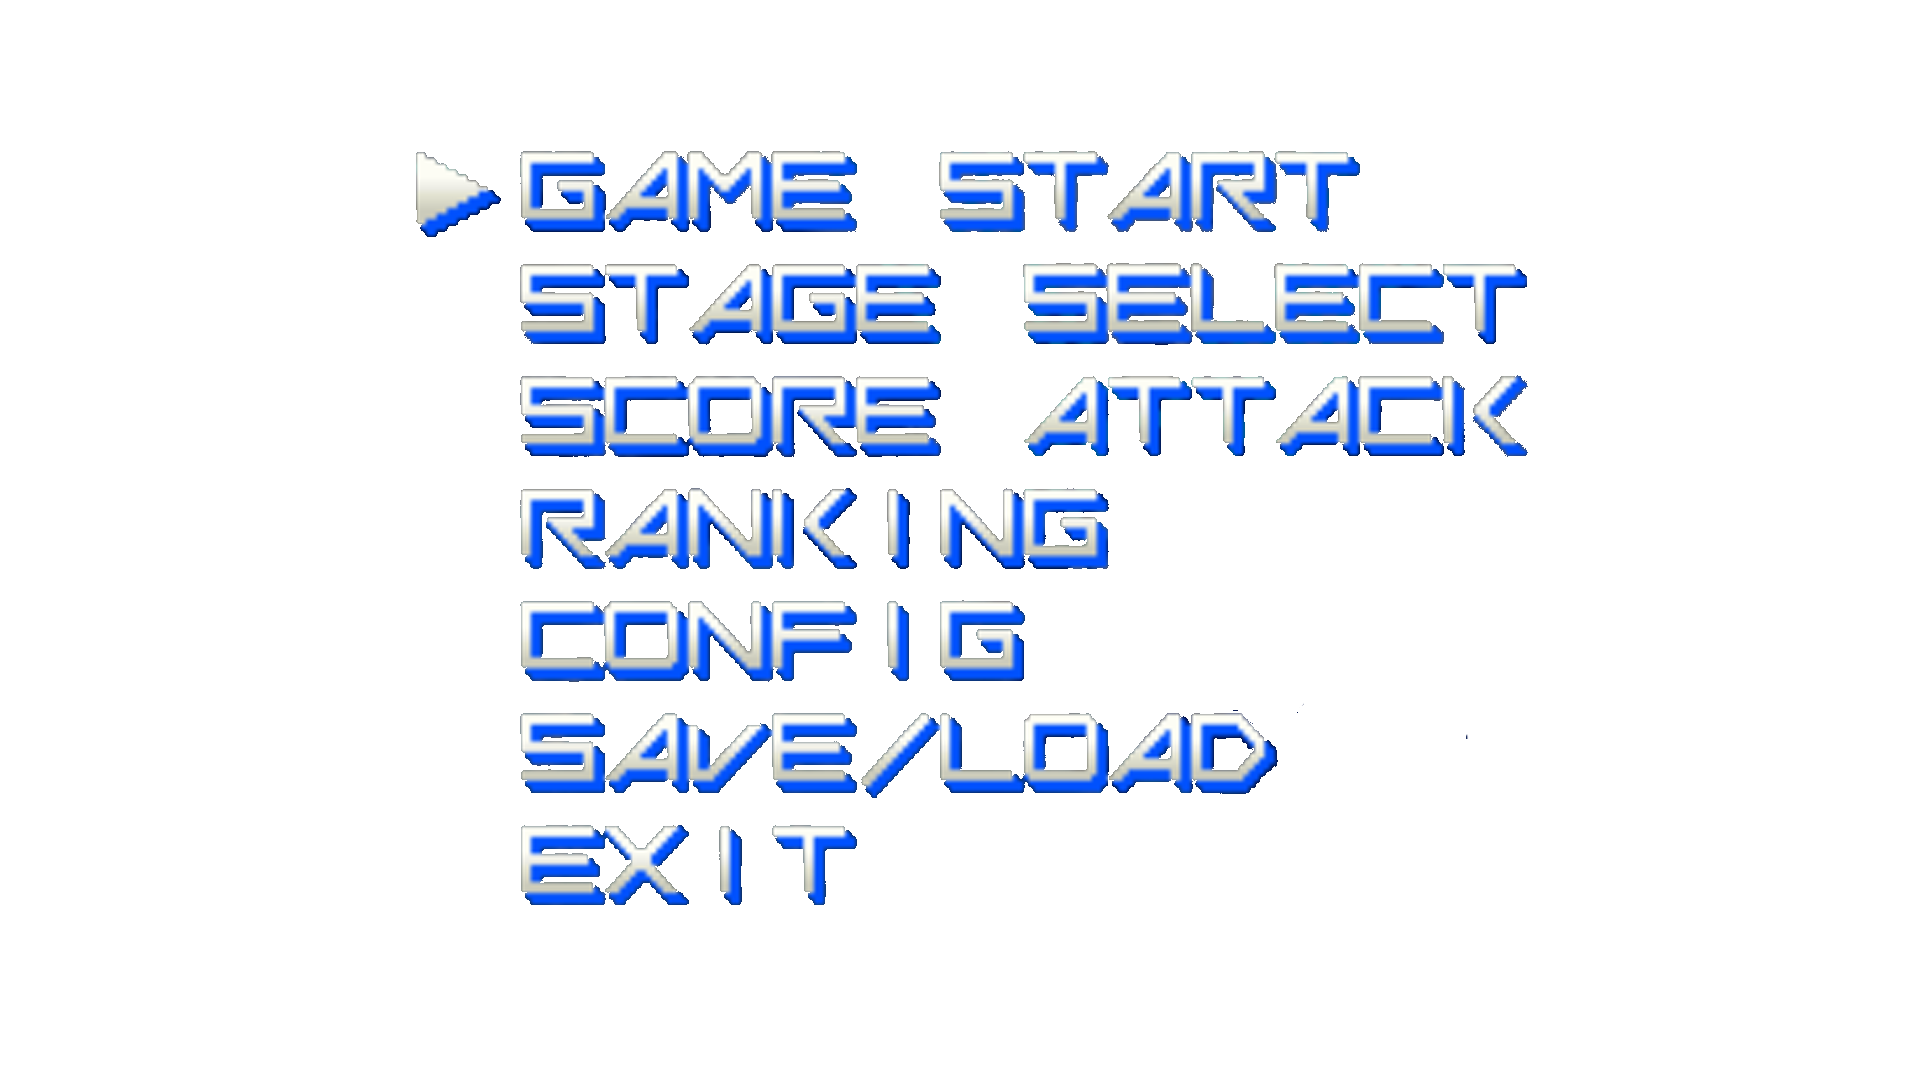 GAME START
STAGE SELECT
SCORE ATTACK
RANKING
CONFIG
SAVE/LOAD
EXIT